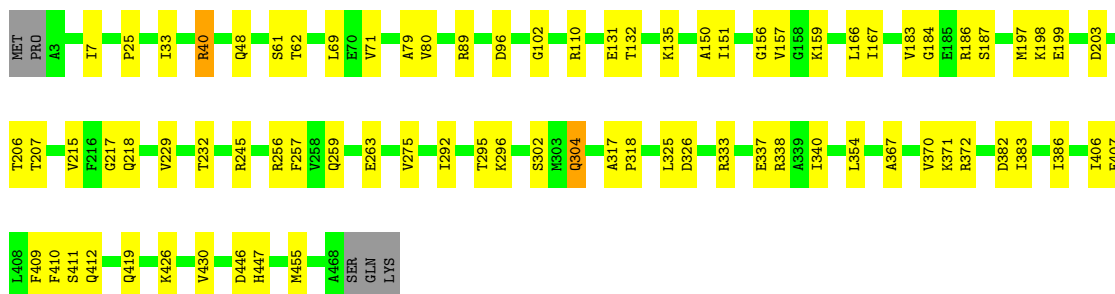 MET PRO A3 I7 P25 I33 R40 Q48 S61 T62 L69 E70 V71 A79 V80 R89 D96 G102 R110 E131 T132 K135 A150 I151 G156 V157 G158 K159 L166 I167 V183 G184 E185 R186 S187 M197 K198 E199 D203
T206 T207 V215 F216 G217 Q218 V229 T232 R245 R256 F257 V258 Q259 E263 V275 I292 T295 K296 S302 M303 Q304 A317 P318 L325 D326 R333 E337 R338 A339 I340 L354 A367 V370 K371 R372 D382 I383 I386 I406
L408 F409 F410 S411 Q412 Q419 K426 V430 D446 H447 M455 A468 SER GLN LYS